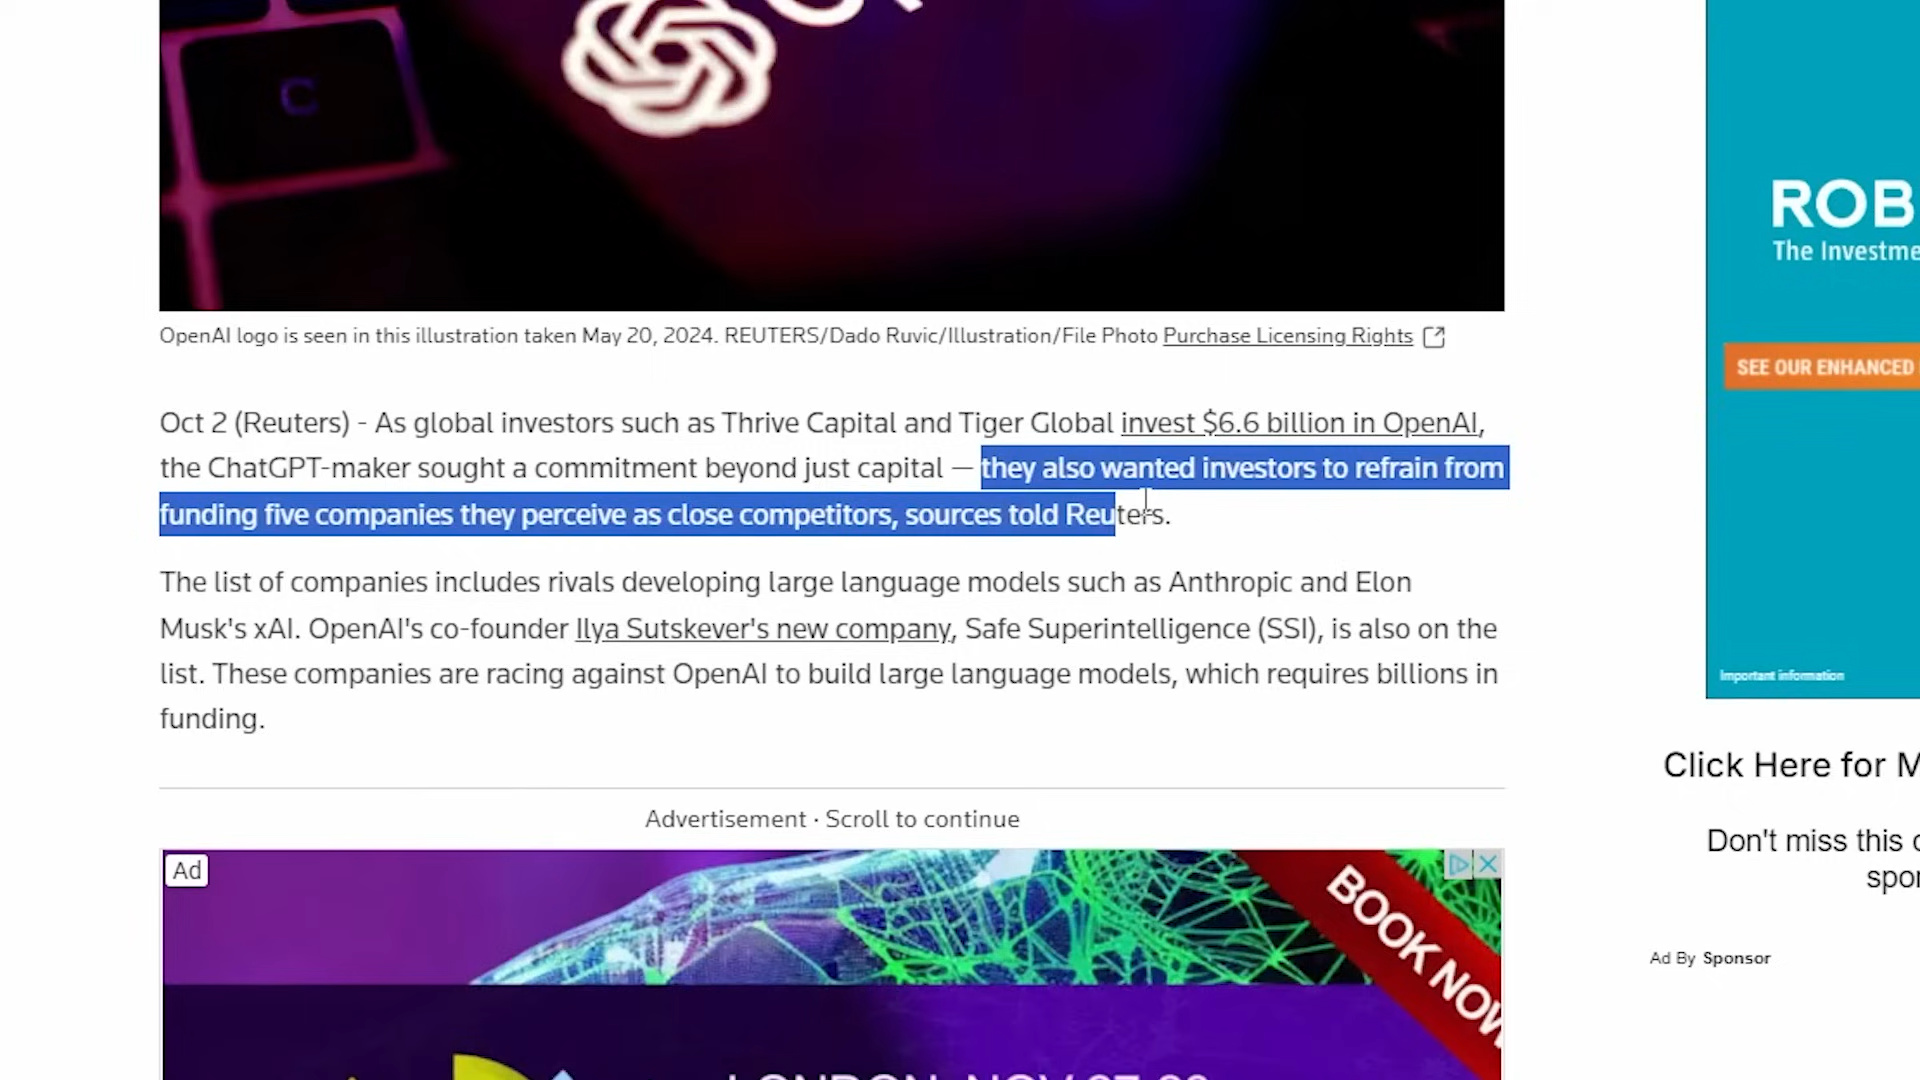 C
OpenAI logo is seen in this illustration taken May 20, 2024. REUTERS/Dado Ruvic/Illustration/File Photo Purchase Licensing Rights
Oct 2 (Reuters) - As global investors such as Thrive Capital and Tiger Global invest $6.6 billion in OpenAI,
the ChatGPT-maker sought a commitment beyond just capital — they also wanted investors to refrain from
funding five companies they perceive as close competitors, sources told Reuters.
The list of companies includes rivals developing large language models such as Anthropic and Elon
Musk's xAI. OpenAI's co-founder Ilya Sutskever's new company, Safe Superintelligence (SSI), is also on the
list. These companies are racing against OpenAI to build large language models, which requires billions in
funding.
Advertisement · Scroll to continue
Ad
BOOK NOW
ROB
The Investme
SEE OUR ENHANCED
Important information
Click Here for M
Don't miss this
spon
Ad By Sponsor